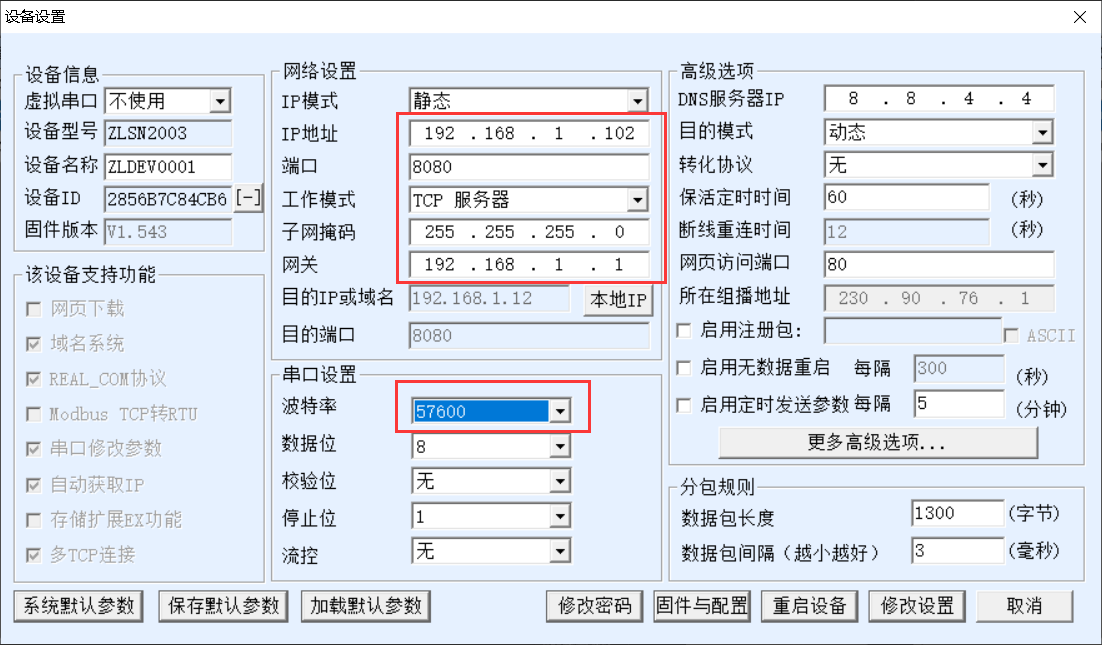 设备设置
设备信息
虚拟串口 不使用
设备型号 ZLSN2003
设备名称 ZLDEV0001
设备ID 2856B7C84CB6 [-]
固件版本 V1.543
该设备支持功能
网页下载
域名系统
REAL_COM协议
Modbus TCP转RTU
串口修改参数
自动获取IP
存储扩展EX功能
多TCP连接
网络设置
IP模式 静态
IP地址 192 . 168 . 1 . 102
端口 8080
工作模式 TCP 服务器
子网掩码 255 . 255 . 255 . 0
网关 192 . 168 . 1 . 1
目的IP或域名 192.168.1.12 本地IP
目的端口 8080
串口设置
波特率 57600
数据位 8
校验位 无
停止位 1
流控 无
高级选项
DNS服务器IP 8 . 8 . 4 . 4
目的模式 动态
转化协议 无
保活定时时间 60 (秒)
断线重连时间 12 (秒)
网页访问端口 80
所在组播地址 230 . 90 . 76 . 1
启用注册包: ASCII
启用无数据重启 每隔 300 (秒)
启用定时发送参数 每隔 5 (分钟)
更多高级选项...
分包规则
数据包长度 1300 (字节)
数据包间隔（越小越好） 3 (毫秒)
系统默认参数 保存默认参数 加载默认参数 修改密码 固件与配置 重启设备 修改设置 取消